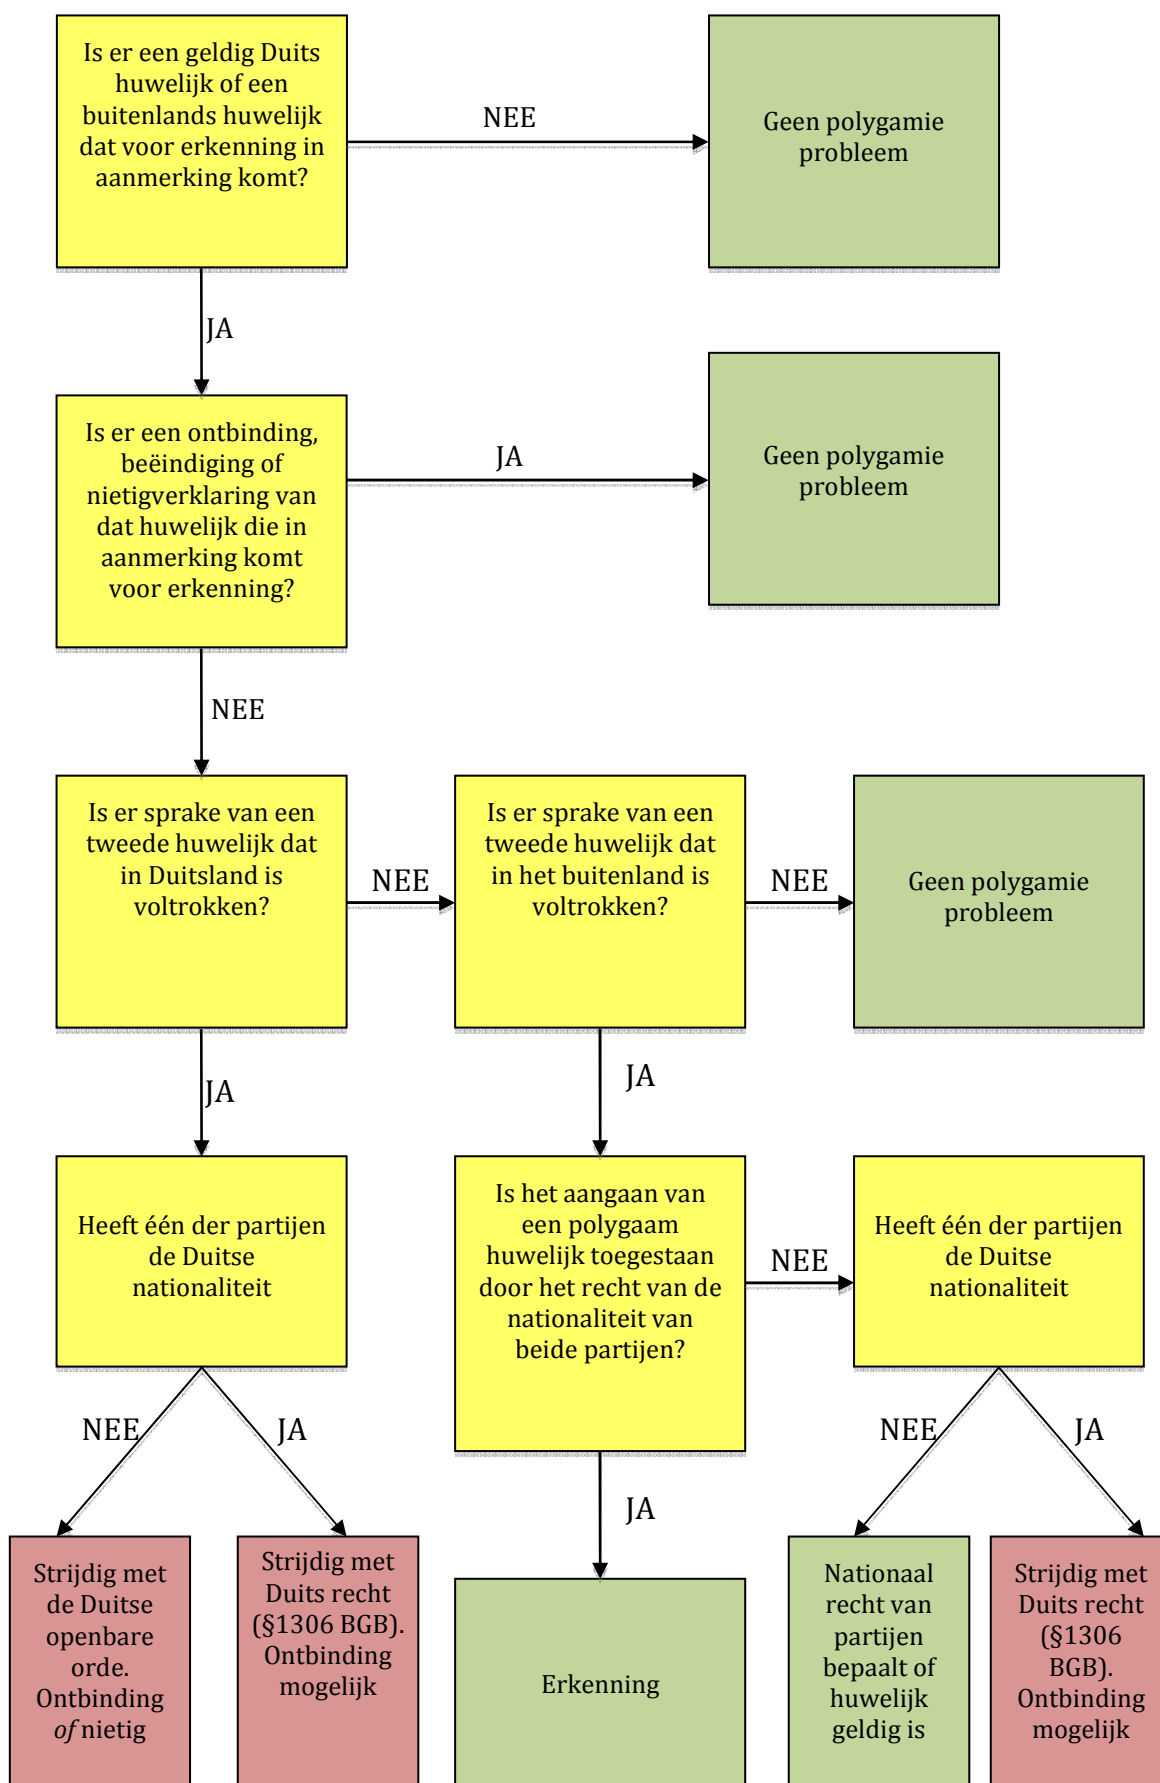 Is er een geldig Duits
huwelijk of een
buitenlands huwelijk
dat voor erkenning in
aanmerking komt?
NEE
Geen polygamie
probleem
JA
Is er een ontbinding,
beëindiging of
nietigverklaring van
dat huwelijk die in
aanmerking komt
voor erkenning?
JA
Geen polygamie
probleem
NEE
Is er sprake van een
tweede huwelijk dat
in Duitsland is
voltrokken?
NEE
Is er sprake van een
tweede huwelijk dat
in het buitenland is
voltrokken?
NEE
Geen polygamie
probleem
JA
JA
Heeft één der partijen
de Duitse
nationaliteit
Is het aangaan van
een polygaam
huwelijk toegestaan
door het recht van de
nationaliteit van
beide partijen?
NEE
Heeft één der partijen
de Duitse
nationaliteit
NEE
JA
JA
NEE
JA
Strijdig met
de Duitse
openbare
orde.
Ontbinding
of nietig
Strijdig met
Duits recht
(§1306 BGB).
Ontbinding
mogelijk
Erkenning
Nationaal
recht van
partijen
bepaalt of
huwelijk
geldig is
Strijdig met
Duits recht
(§1306
BGB).
Ontbinding
mogelijk